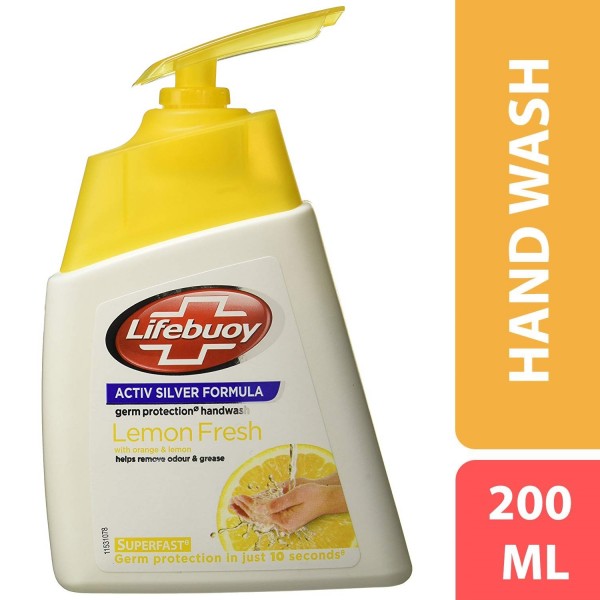 Lifebuoy
ACTIV SILVER FORMULA
germ protection⌀ handwash
Lemon Fresh
with orange & lemon
helps remove odour & grease
11531078
SUPERFAST⌀
Germ protection in just 10 seconds⌀
HAND WASH
200
ML